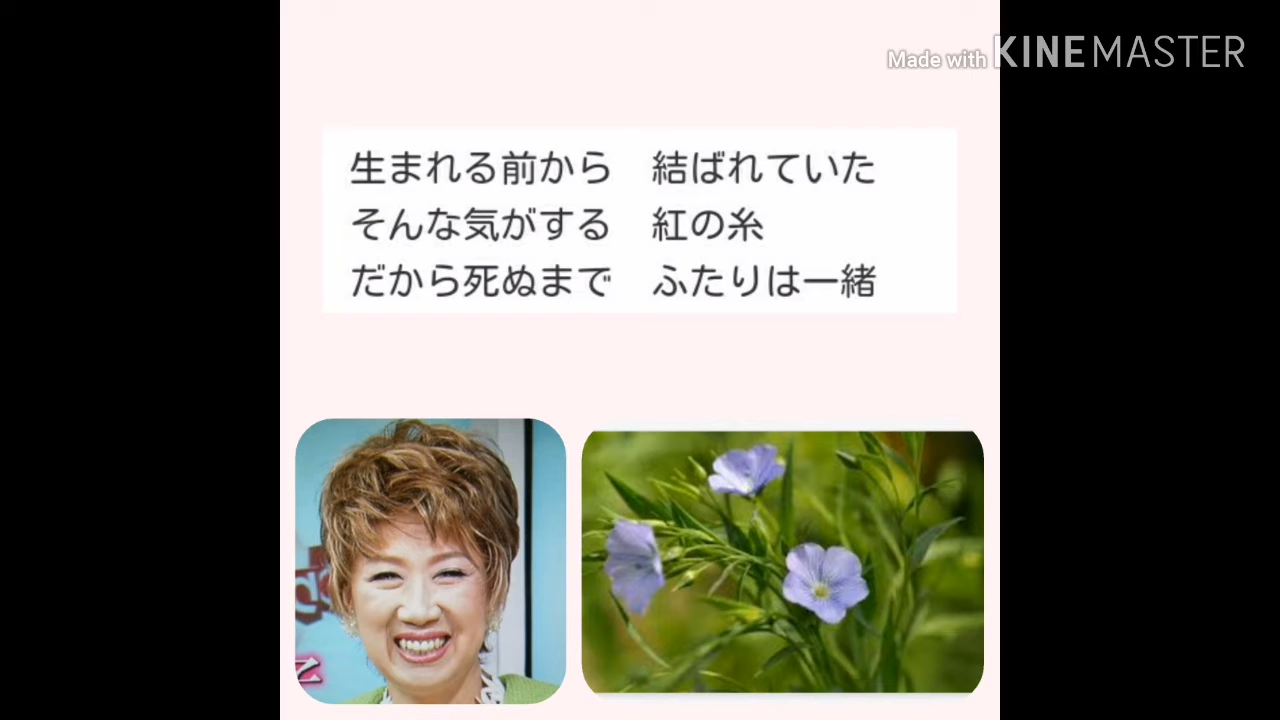 Made with KINEMASTER
生まれる前から　結ばれていた
そんな気がする　紅の糸
だから死ぬまで　ふたりは一緒